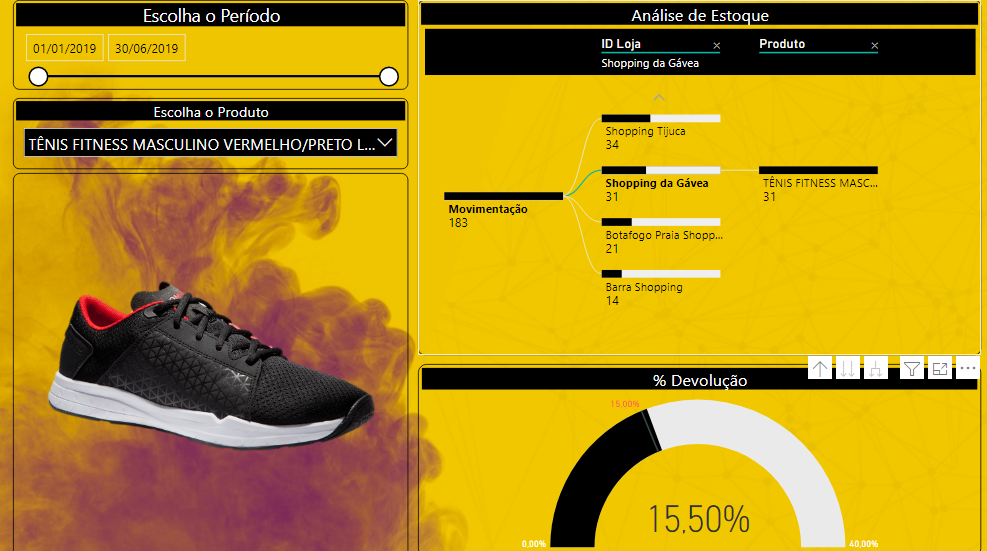 Escolha o Período
01/01/2019
30/06/2019
Escolha o Produto
TÊNIS FITNESS MASCULINO VERMELHO/PRETO L...
Análise de Estoque
ID Loja
Produto
Shopping da Gávea
Shopping Tijuca
34
Shopping da Gávea
31
TÊNIS FITNESS MASC...
31
Movimentação
183
Botafogo Praia Shopp...
21
Barra Shopping
14
% Devolução
15,00%
15,50%
0,00%
40,00%